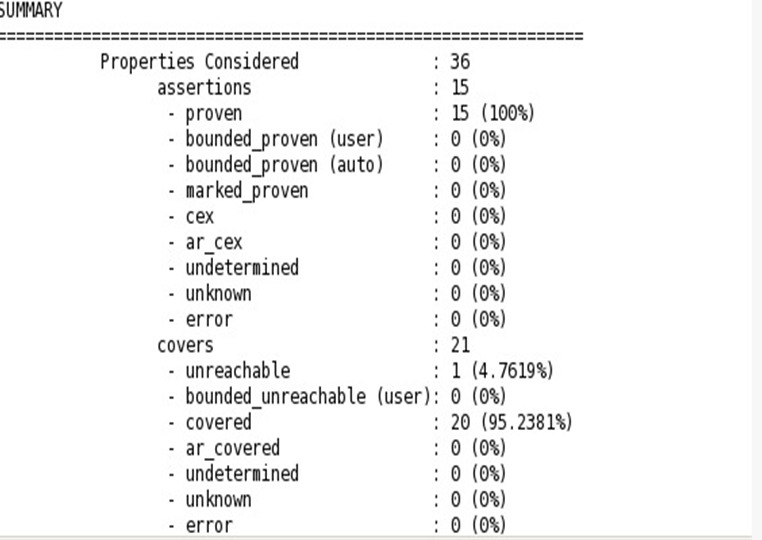 SUMMARY
==============================================================
Properties Considered : 36
assertions : 15
- proven : 15 (100%)
- bounded_proven (user) : 0 (0%)
- bounded_proven (auto) : 0 (0%)
- marked_proven : 0 (0%)
- cex : 0 (0%)
- ar_cex : 0 (0%)
- undetermined : 0 (0%)
- unknown : 0 (0%)
- error : 0 (0%)
covers : 21
- unreachable : 1 (4.7619%)
- bounded_unreachable (user): 0 (0%)
- covered : 20 (95.2381%)
- ar_covered : 0 (0%)
- undetermined : 0 (0%)
- unknown : 0 (0%)
- error : 0 (0%)